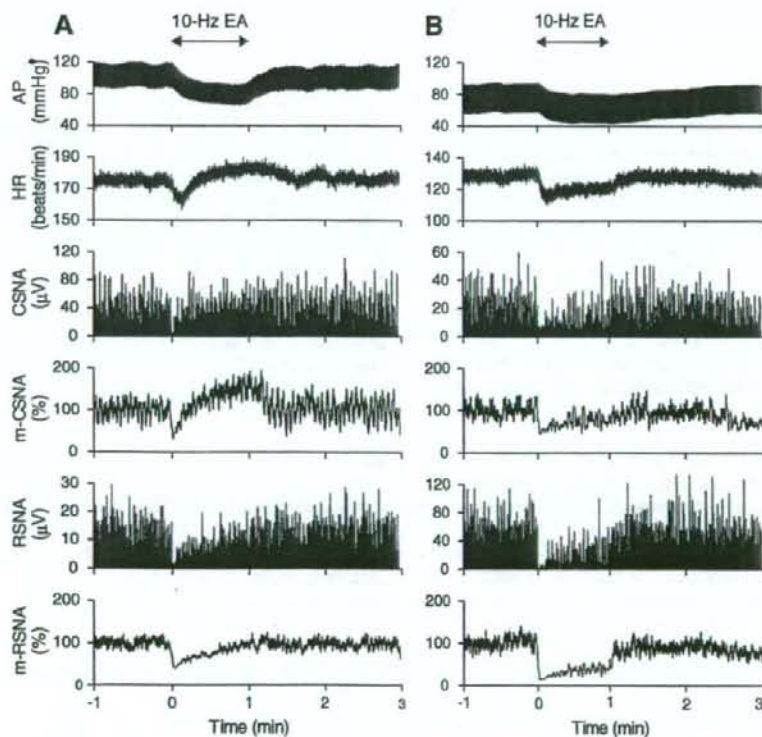 A
10-Hz EA
B
10-Hz EA
AP
(mmHg)
120
80
40
120
80
40
HR
(beats/min)
190
170
150
140
120
100
CSNA
(µV)
120
80
40
0
60
40
20
0
m-CSNA
(%)
200
100
0
200
100
0
RSNA
(µV)
30
20
10
0
120
80
40
0
m-RSNA
(%)
200
100
0
200
100
0
-1 0 1 2 3
-1 0 1 2 3
Time (min)
Time (min)